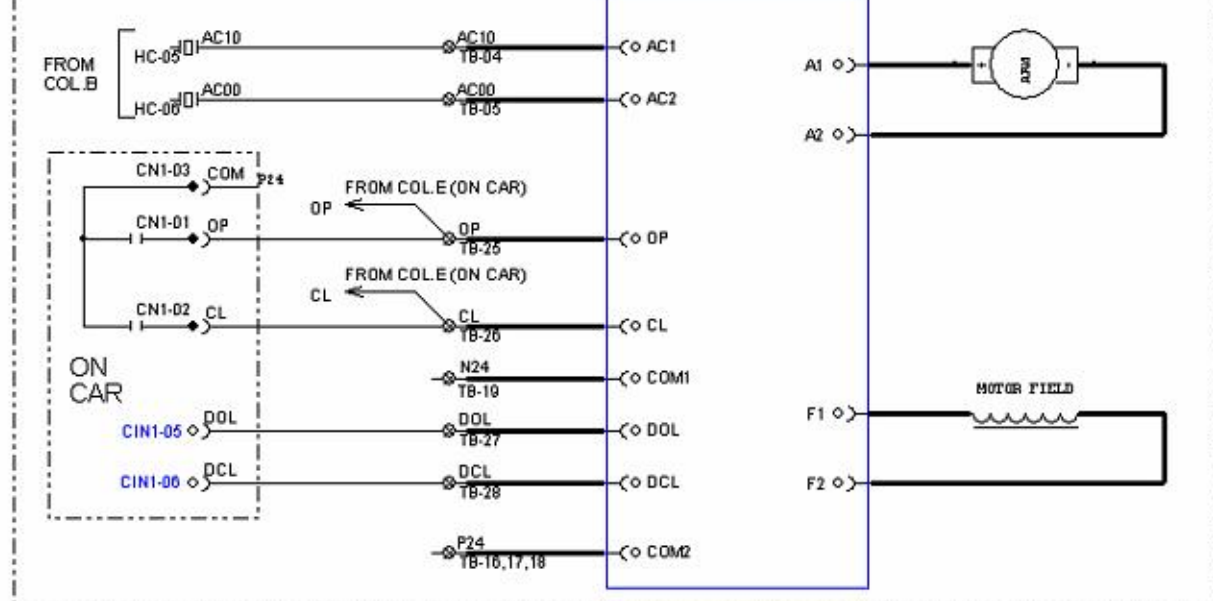 FROM
COL.B
HC-05 AC10
AC10
TB-04
AC1
HC-06 AC00
AC00
TB-05
AC2
A1
+ ARM -
A2
CN1-03 COM P24
FROM COL.E(ON CAR)
OP
CN1-01 OP
OP
TB-25
OP
FROM COL.E(ON CAR)
CL
CN1-02 CL
CL
TB-26
CL
ON
CAR
N24
TB-19
COM1
MOTOR FIELD
CIN1-05 DOL
DOL
TB-27
DOL
F1
CIN1-06 DCL
DCL
TB-28
DCL
F2
P24
TB-16,17,18
COM2